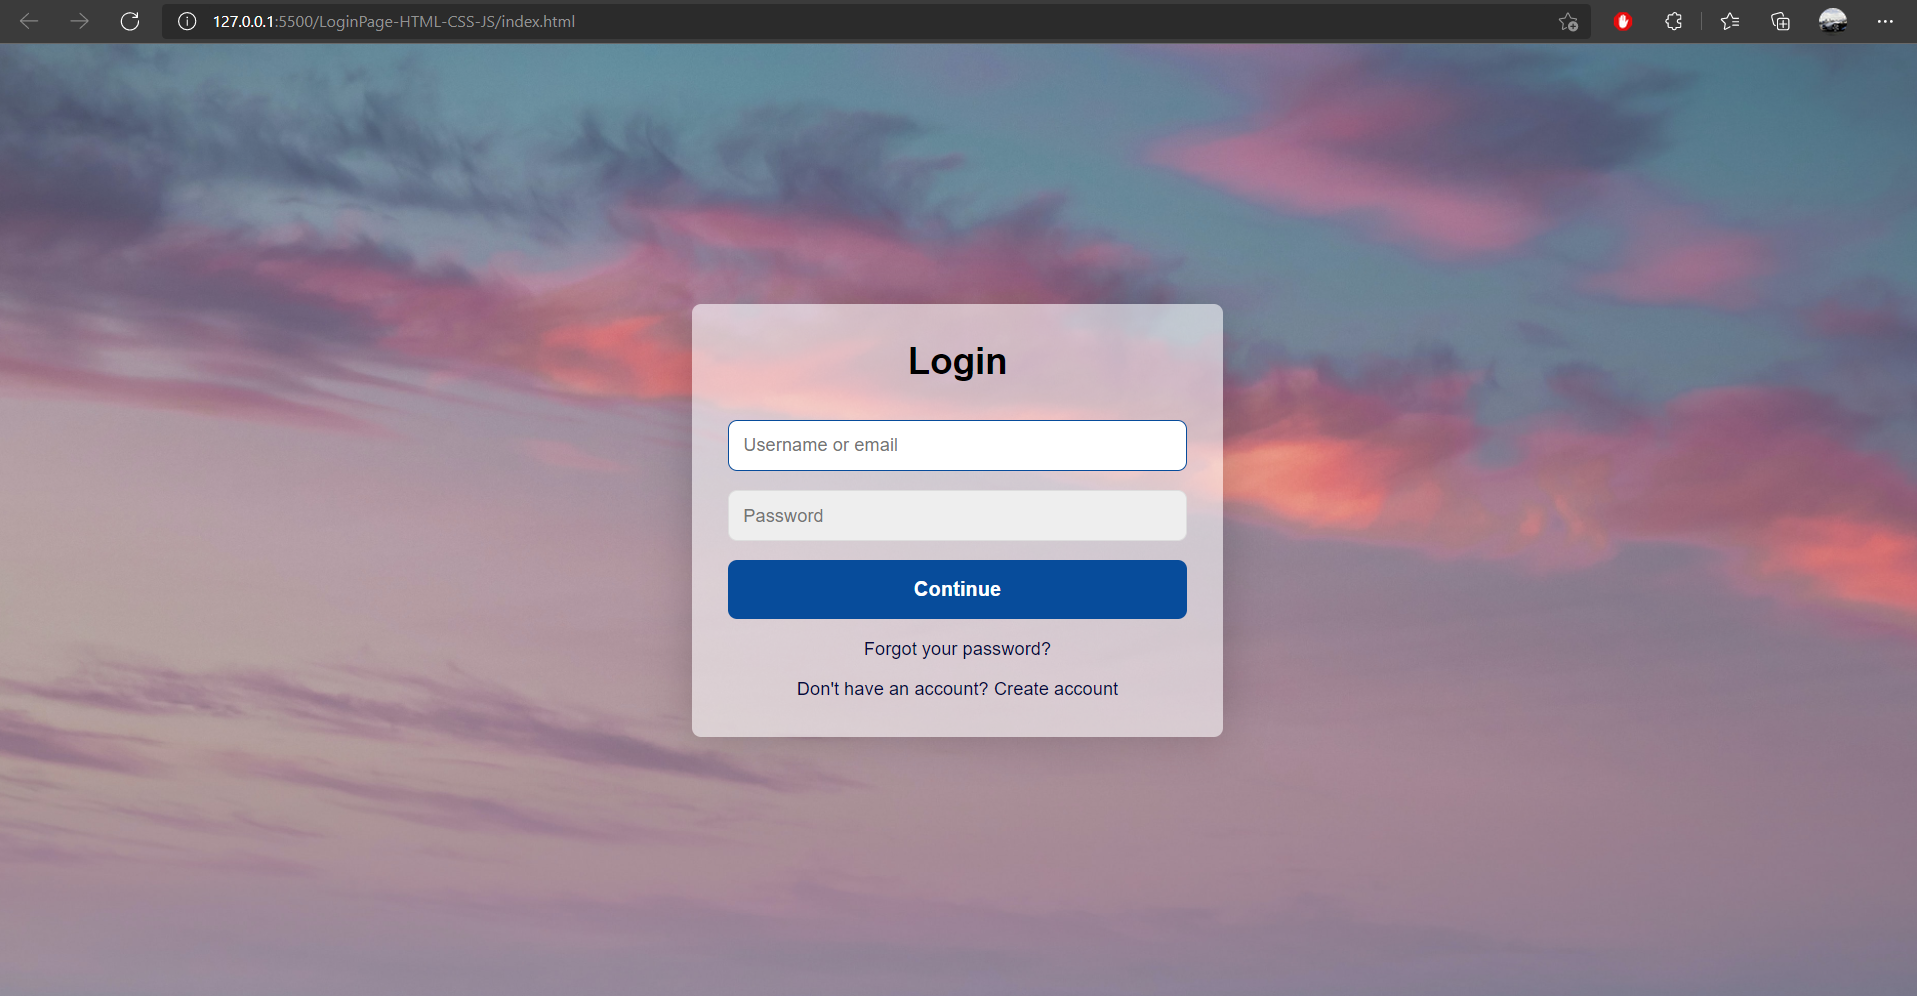 127.0.0.1:5500/LoginPage-HTML-CSS-JS/index.html
Login
Username or email
Password
Continue
Forgot your password?
Don't have an account? Create account